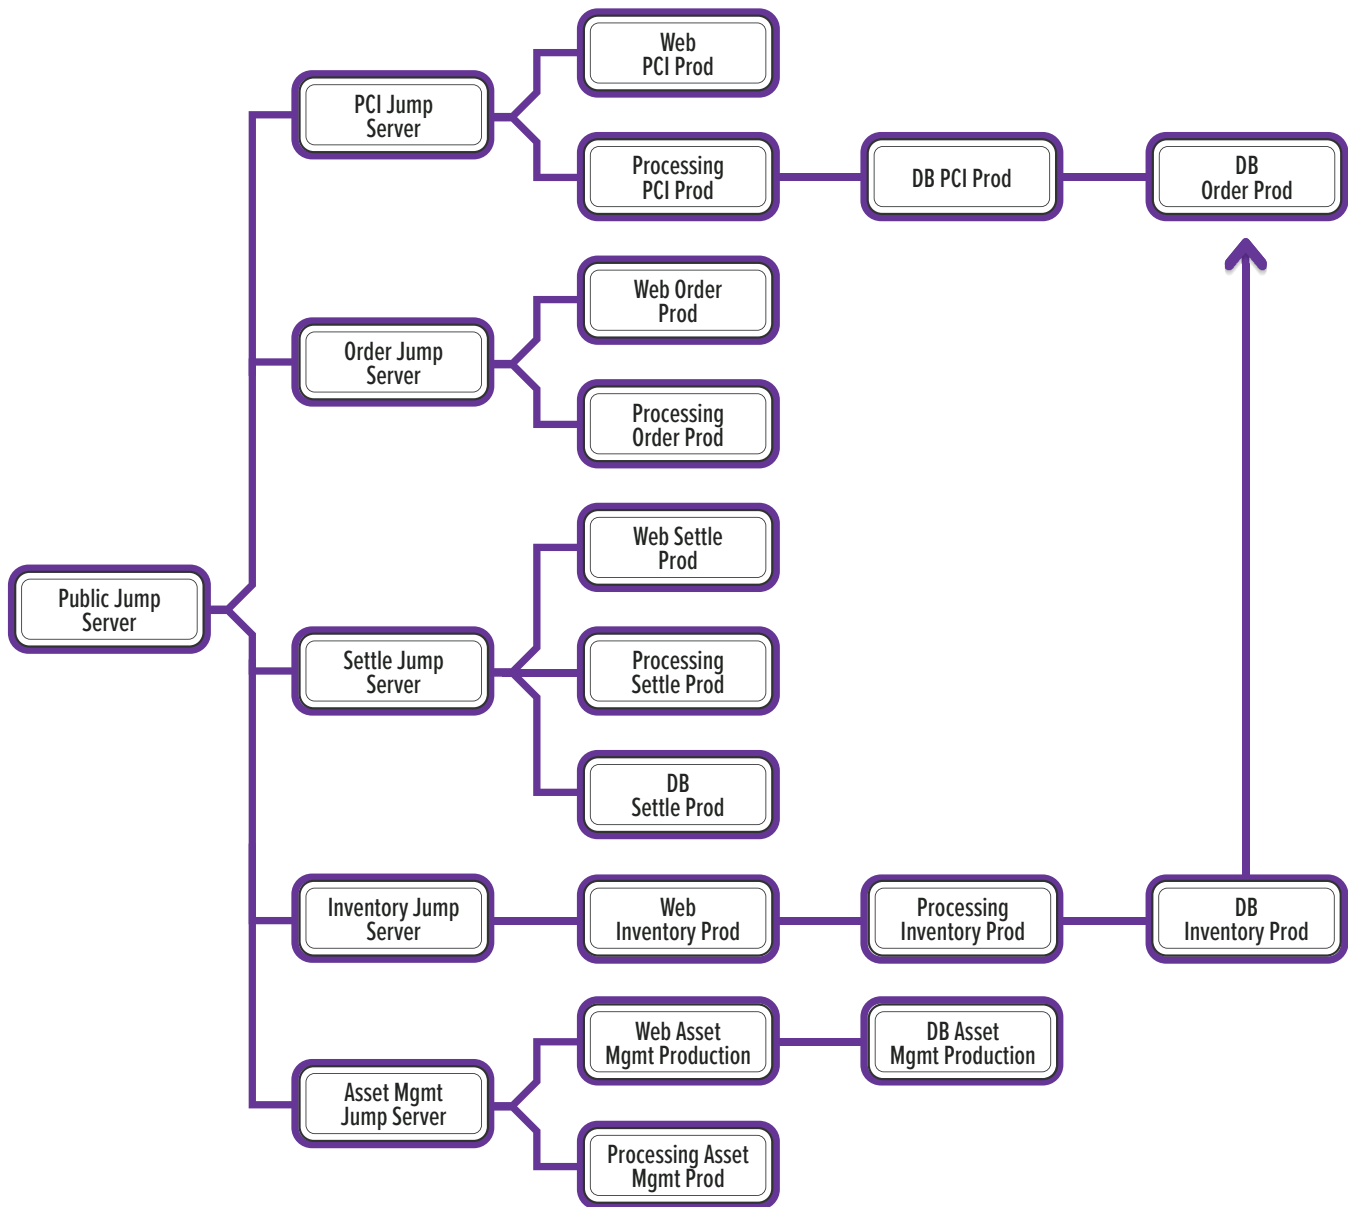 Web
PCI Prod
PCI Jump
Server
Processing
PCI Prod
DB PCI Prod
DB
Order Prod
Web Order
Prod
Order Jump
Server
Processing
Order Prod
Web Settle
Prod
Public Jump
Server
Settle Jump
Server
Processing
Settle Prod
DB
Settle Prod
Inventory Jump
Server
Web
Inventory Prod
Processing
Inventory Prod
DB
Inventory Prod
Web Asset
Mgmt Production
DB Asset
Mgmt Production
Asset Mgmt
Jump Server
Processing Asset
Mgmt Prod